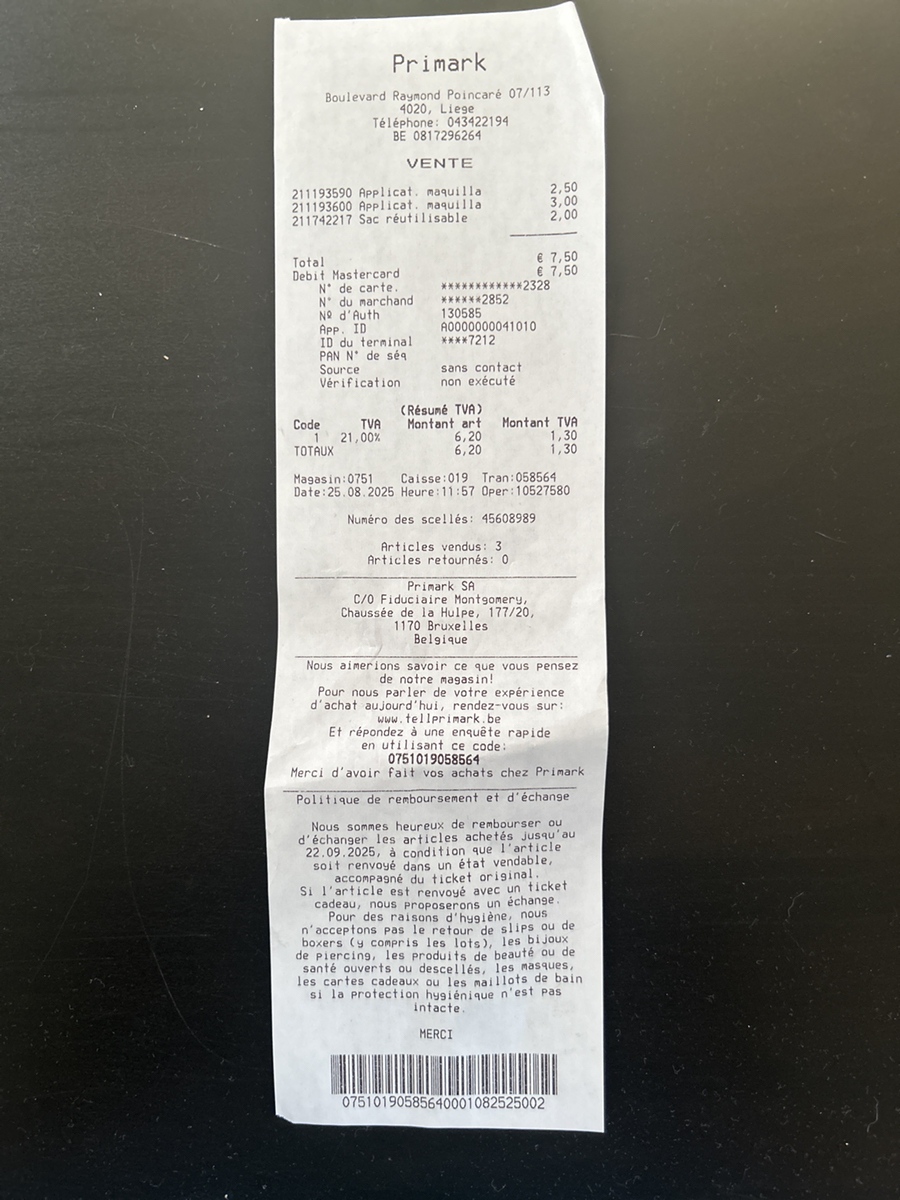 Primark
Boulevard Raymond Poincaré 07/113
4020, Liege
Téléphone: 043422194
BE 0817296264
VENTE
211193590 Applicat. maquilla 2,50
211193600 Applicat. maquilla 3,00
211742217 Sac réutilisable 2,00
Total € 7,50
Debit Mastercard € 7,50
N° de carte. ************2328
N° du marchand ******2852
Nº d'Auth 130585
App. ID A0000000041010
ID du terminal ****7212
PAN N° de séq
Source sans contact
Vérification non exécuté
(Résumé TVA)
Code TVA Montant art Montant TVA
1 21,00% 6,20 1,30
TOTAUX 6,20 1,30
Magasin:0751 Caisse:019 Tran:058564
Date:25.08.2025 Heure:11:57 Oper:10527580
Numéro des scellés: 45608989
Articles vendus: 3
Articles retournés: 0
Primark SA
C/O Fiduciaire Montgomery,
Chaussée de la Hulpe, 177/20,
1170 Bruxelles
Belgique
Nous aimerions savoir ce que vous pensez
de notre magasin!
Pour nous parler de votre expérience
d'achat aujourd'hui, rendez-vous sur:
www.tellprimark.be
Et répondez à une enquête rapide
en utilisant ce code:
0751019058564
Merci d'avoir fait vos achats chez Primark
Politique de remboursement et d'échange
Nous sommes heureux de rembourser ou
d'échanger les articles achetés jusqu'au
22.09.2025, à condition que l'article
soit renvoyé dans un état vendable,
accompagné du ticket original.
Si l'article est renvoyé avec un ticket
cadeau, nous proposerons un échange.
Pour des raisons d'hygiène, nous
n'acceptons pas le retour de slips ou de
boxers (y compris les lots), les bijoux
de piercing, les produits de beauté ou de
santé ouverts ou descellés, les masques,
les cartes cadeaux ou les maillots de bain
si la protection hygiénique n'est pas
intacte.
MERCI
07510190585640001082525002